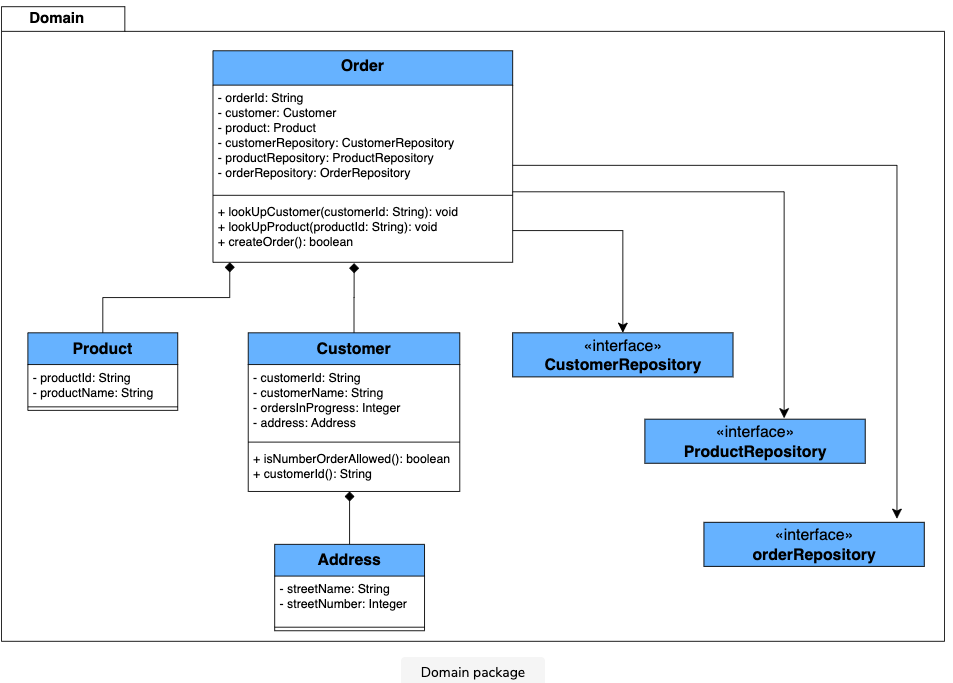 Domain
Order
- orderId: String
- customer: Customer
- product: Product
- customerRepository: CustomerRepository
- productRepository: ProductRepository
- orderRepository: OrderRepository
+ lookUpCustomer(customerId: String): void
+ lookUpProduct(productId: String): void
+ createOrder(): boolean
Product
- productId: String
- productName: String
Customer
- customerId: String
- customerName: String
- ordersInProgress: Integer
- address: Address
+ isNumberOrderAllowed(): boolean
+ customerId(): String
«interface»
CustomerRepository
«interface»
ProductRepository
«interface»
orderRepository
Address
- streetName: String
- streetNumber: Integer
Domain package